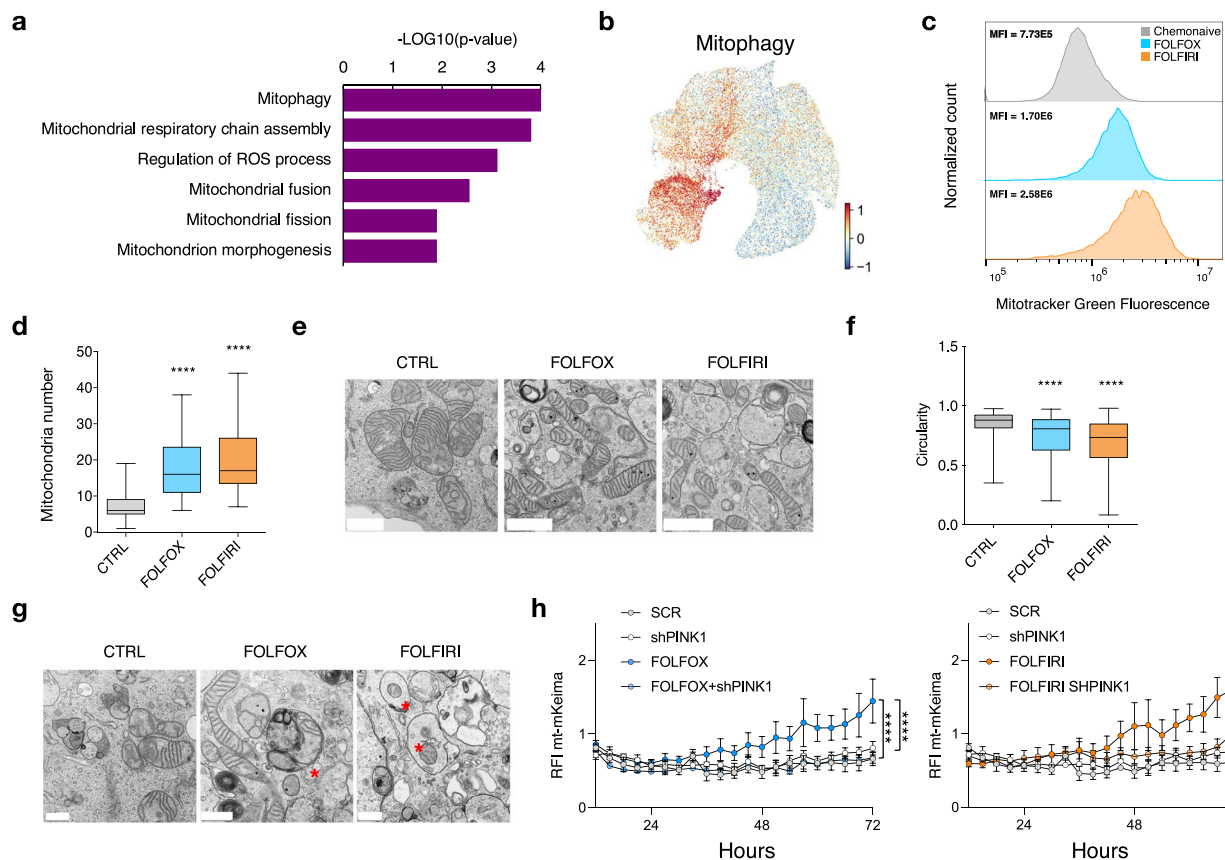 a
-LOG10(p-value)
0 1 2 3 4
Mitophagy
Mitochondrial respiratory chain assembly
Regulation of ROS process
Mitochondrial fusion
Mitochondrial fission
Mitochondrion morphogenesis
b
Mitophagy
1
0
−1
c
Normalized count
MFI = 7.73E5
Chemonaive
FOLFOX
FOLFIRI
MFI = 1.70E6
MFI = 2.58E6
10^5 10^6 10^7
Mitotracker Green Fluorescence
d
Mitochondria number
50
40
30
20
10
0
****
****
CTRL
FOLFOX
FOLFIRI
e
CTRL
FOLFOX
FOLFIRI
f
Circularity
1.5
1.0
0.5
0.0
****
****
CTRL
FOLFOX
FOLFIRI
g
CTRL
FOLFOX
FOLFIRI
*
*
*
h
SCR
shPINK1
FOLFOX
FOLFOX+shPINK1
RFI mt-mKeima
2
1
0
****
****
24 48 72
Hours
SCR
shPINK1
FOLFIRI
FOLFIRI SHPINK1
RFI mt-mKeima
2
1
0
24 48
Hours